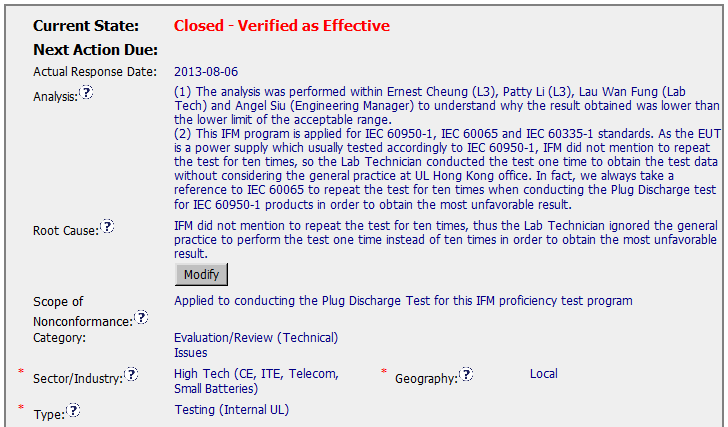 Current State: Closed - Verified as Effective
Next Action Due:
Actual Response Date: 2013-08-06
Analysis:? (1) The analysis was performed within Ernest Cheung (L3), Patty Li (L3), Lau Wan Fung (Lab
Tech) and Angel Siu (Engineering Manager) to understand why the result obtained was lower than
the lower limit of the acceptable range.
(2) This IFM program is applied for IEC 60950-1, IEC 60065 and IEC 60335-1 standards. As the EUT
is a power supply which usually tested accordingly to IEC 60950-1, IFM did not mention to repeat
the test for ten times, so the Lab Technician conducted the test one time to obtain the test data
without considering the general practice at UL Hong Kong office. In fact, we always take a
reference to IEC 60065 to repeat the test for ten times when conducting the Plug Discharge test
for IEC 60950-1 products in order to obtain the most unfavorable result.
Root Cause:? IFM did not mention to repeat the test for ten times, thus the Lab Technician ignored the general
practice to perform the test one time instead of ten times in order to obtain the most unfavorable
result.
Modify
Scope of Applied to conducting the Plug Discharge Test for this IFM proficiency test program
Nonconformance:?
Category: Evaluation/Review (Technical)
Issues
* Sector/Industry:? High Tech (CE, ITE, Telecom, * Geography:? Local
Small Batteries)
* Type:? Testing (Internal UL)